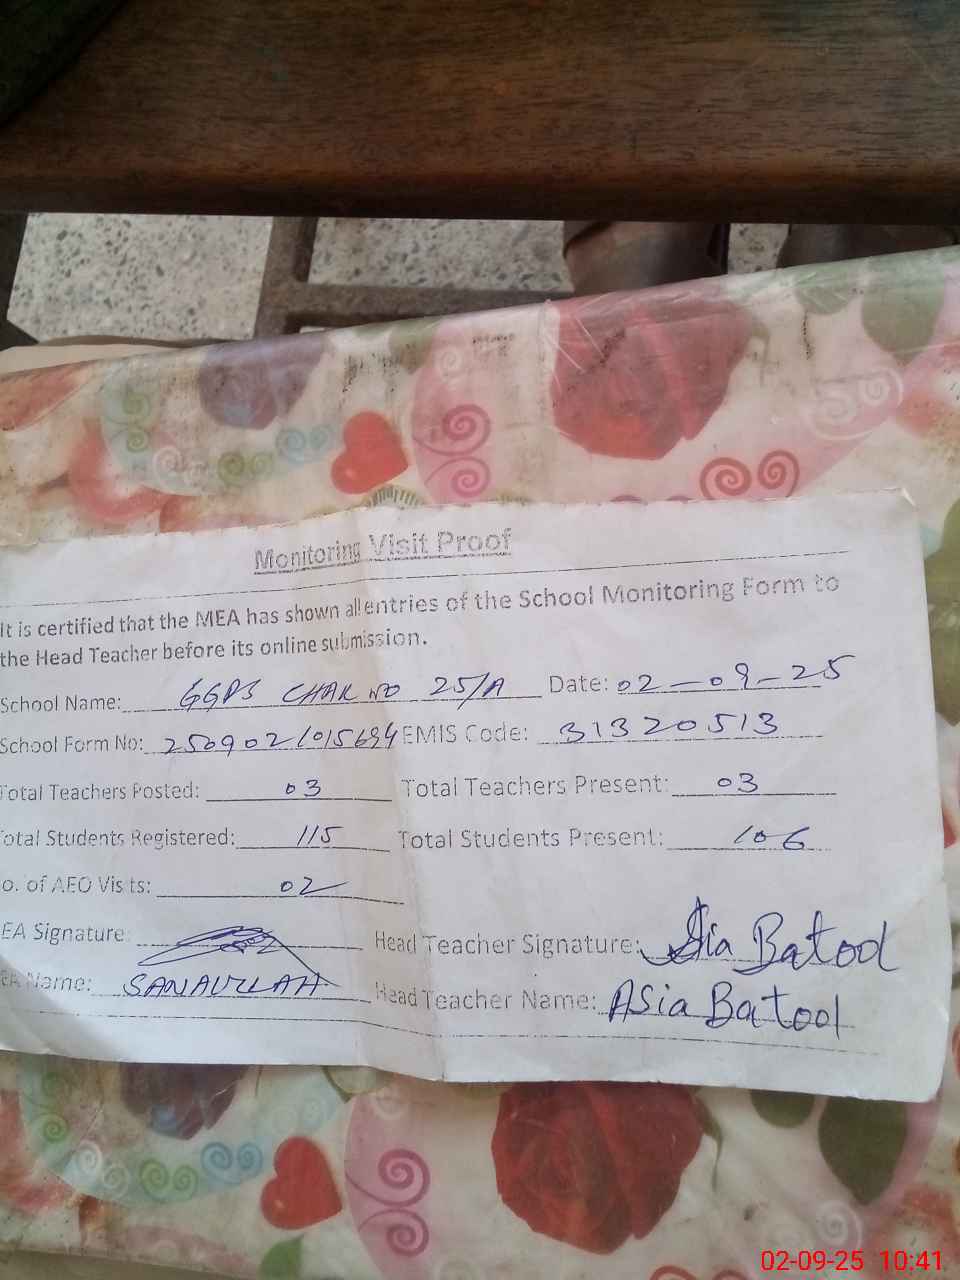 Monitoring Visit Proof
It is certified that the MEA has shown all entries of the School Monitoring Form to
the Head Teacher before its online submission.
School Name: GGPS CHAK NO 25/A Date: 02-09-25
School Form No: 2509021015694 EMIS Code: 31320513
Total Teachers Posted: 03 Total Teachers Present: 03
Total Students Registered: 115 Total Students Present: 106
o. of AEO Visits: 02
EA Signature: Head Teacher Signature: Asia Batool
EA Name: SANAULLAH Head Teacher Name: Asia Batool
02-09-25 10:41